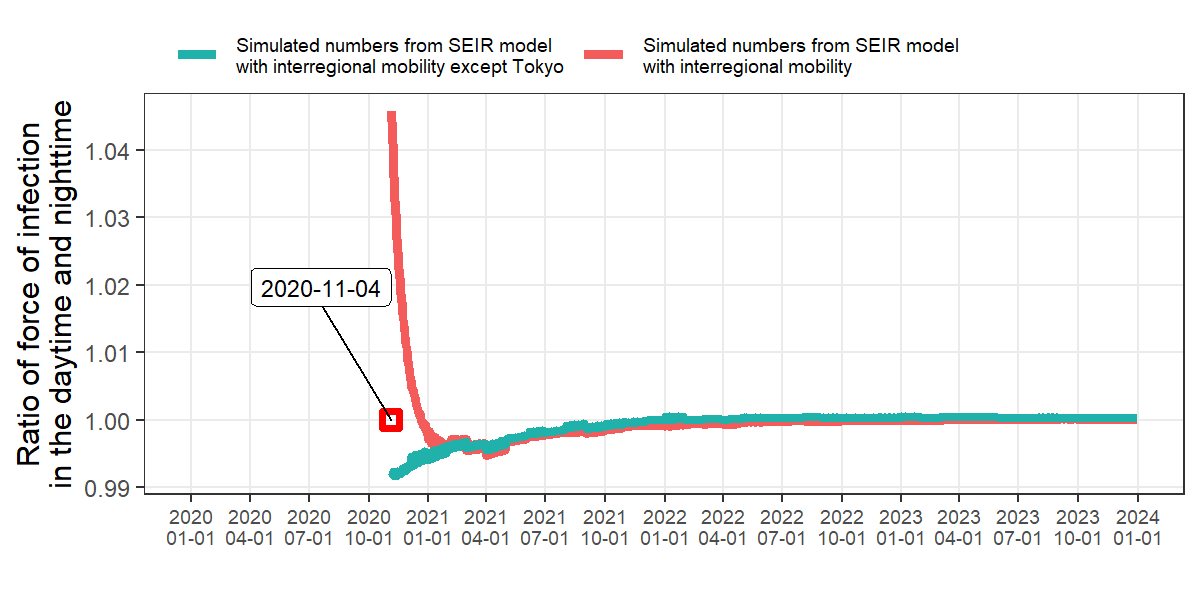 Simulated numbers from SEIR model
with interregional mobility except Tokyo
Simulated numbers from SEIR model
with interregional mobility
Ratio of force of infection
in the daytime and nighttime
1.04
1.03
1.02
1.01
1.00
0.99
2020-11-04
2020 2020 2020 2020 2021 2021 2021 2021 2022 2022 2022 2022 2023 2023 2023 2023 2024
01-01 04-01 07-01 10-01 01-01 04-01 07-01 10-01 01-01 04-01 07-01 10-01 01-01 04-01 07-01 10-01 01-01